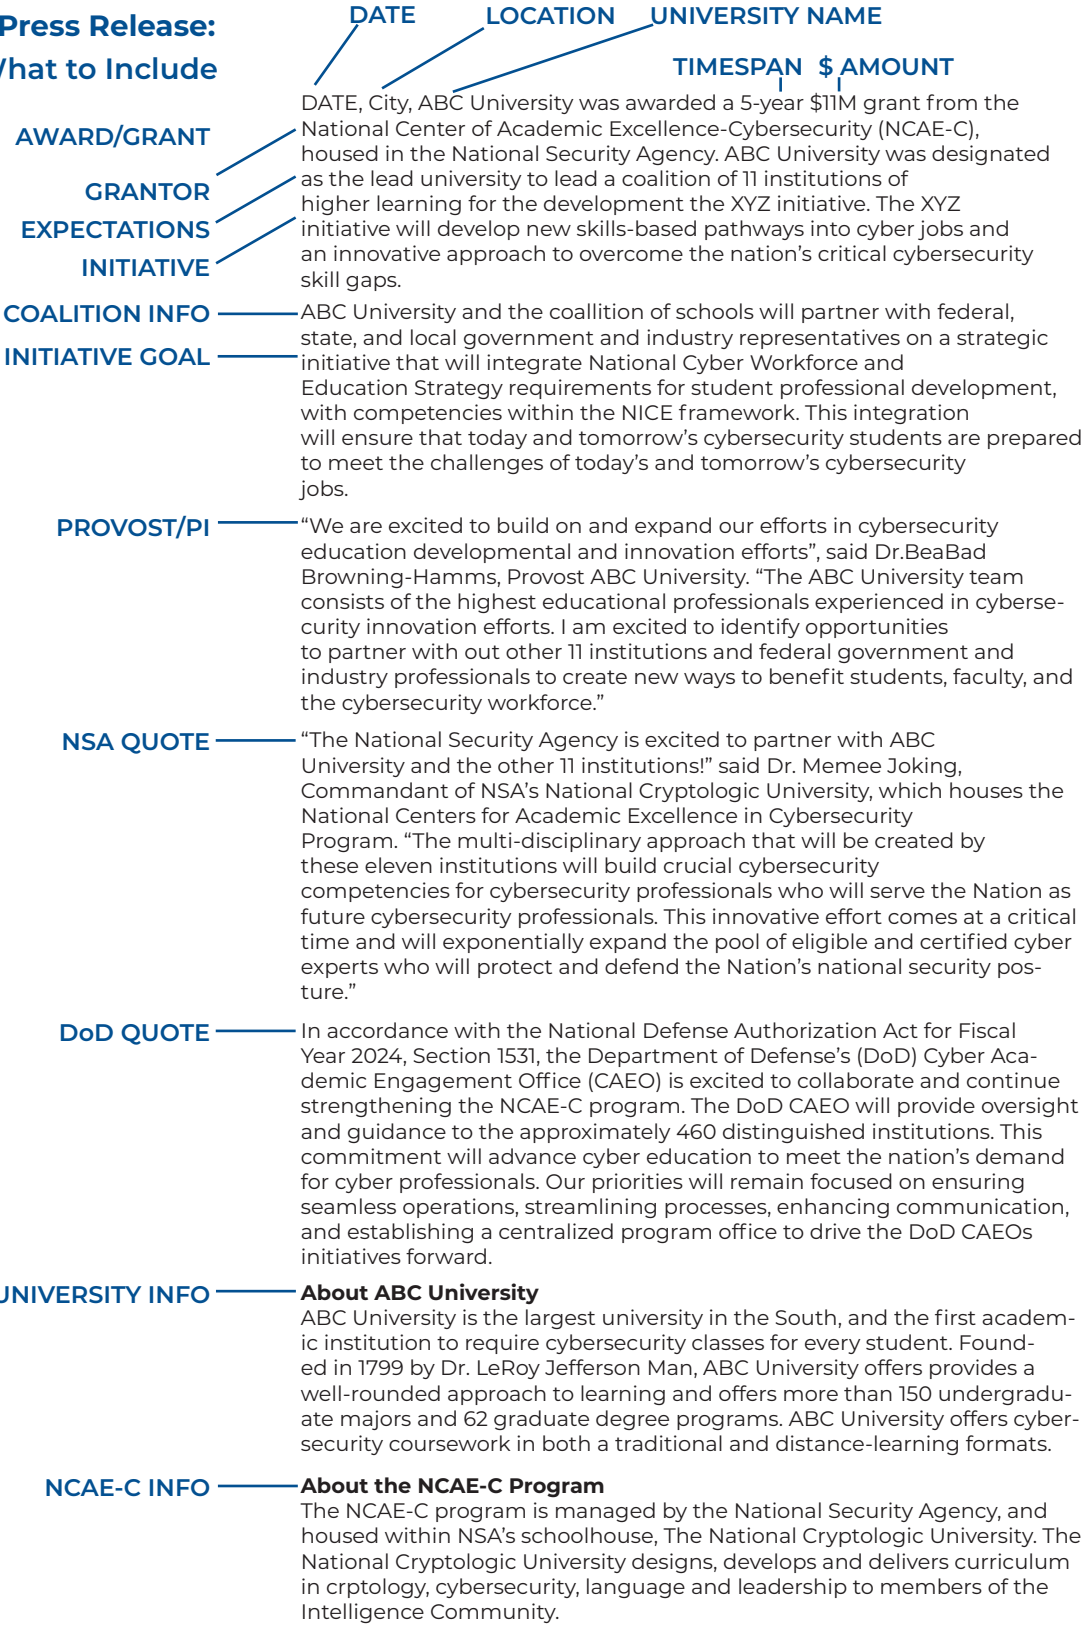 Press Release:
What to Include
DATE
LOCATION
UNIVERSITY NAME
TIMESPAN
$ AMOUNT
DATE, City, ABC University was awarded a 5-year $11M grant from the
National Center of Academic Excellence-Cybersecurity (NCAE-C),
housed in the National Security Agency. ABC University was designated
as the lead university to lead a coalition of 11 institutions of
higher learning for the development the XYZ initiative. The XYZ
initiative will develop new skills-based pathways into cyber jobs and
an innovative approach to overcome the nation’s critical cybersecurity
skill gaps.
AWARD/GRANT
GRANTOR
EXPECTATIONS
INITIATIVE
COALITION INFO
INITIATIVE GOAL
ABC University and the coallition of schools will partner with federal,
state, and local government and industry representatives on a strategic
initiative that will integrate National Cyber Workforce and
Education Strategy requirements for student professional development,
with competencies within the NICE framework. This integration
will ensure that today and tomorrow’s cybersecurity students are prepared
to meet the challenges of today’s and tomorrow’s cybersecurity
jobs.
PROVOST/PI
“We are excited to build on and expand our efforts in cybersecurity
education developmental and innovation efforts”, said Dr.BeaBad
Browning-Hamms, Provost ABC University. “The ABC University team
consists of the highest educational professionals experienced in cyberse-
curity innovation efforts. I am excited to identify opportunities
to partner with out other 11 institutions and federal government and
industry professionals to create new ways to benefit students, faculty, and
the cybersecurity workforce.”
NSA QUOTE
“The National Security Agency is excited to partner with ABC
University and the other 11 institutions!” said Dr. Memee Joking,
Commandant of NSA’s National Cryptologic University, which houses the
National Centers for Academic Excellence in Cybersecurity
Program. “The multi-disciplinary approach that will be created by
these eleven institutions will build crucial cybersecurity
competencies for cybersecurity professionals who will serve the Nation as
future cybersecurity professionals. This innovative effort comes at a critical
time and will exponentially expand the pool of eligible and certified cyber
experts who will protect and defend the Nation’s national security pos-
ture.”
DoD QUOTE
In accordance with the National Defense Authorization Act for Fiscal
Year 2024, Section 1531, the Department of Defense’s (DoD) Cyber Aca-
demic Engagement Office (CAEO) is excited to collaborate and continue
strengthening the NCAE-C program. The DoD CAEO will provide oversight
and guidance to the approximately 460 distinguished institutions. This
commitment will advance cyber education to meet the nation’s demand
for cyber professionals. Our priorities will remain focused on ensuring
seamless operations, streamlining processes, enhancing communication,
and establishing a centralized program office to drive the DoD CAEOs
initiatives forward.
UNIVERSITY INFO
About ABC University
ABC University is the largest university in the South, and the first academ-
ic institution to require cybersecurity classes for every student. Found-
ed in 1799 by Dr. LeRoy Jefferson Man, ABC University offers provides a
well-rounded approach to learning and offers more than 150 undergradu-
ate majors and 62 graduate degree programs. ABC University offers cyber-
security coursework in both a traditional and distance-learning formats.
NCAE-C INFO
About the NCAE-C Program
The NCAE-C program is managed by the National Security Agency, and
housed within NSA’s schoolhouse, The National Cryptologic University. The
National Cryptologic University designs, develops and delivers curriculum
in crptology, cybersecurity, language and leadership to members of the
Intelligence Community.